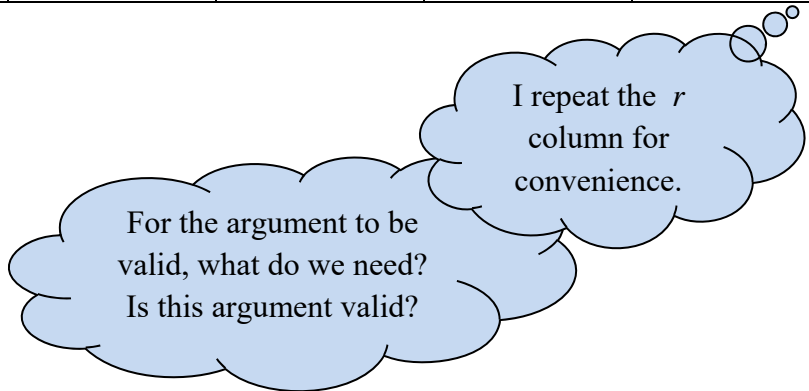 I repeat the r
column for
convenience.
For the argument to be
valid, what do we need?
Is this argument valid?